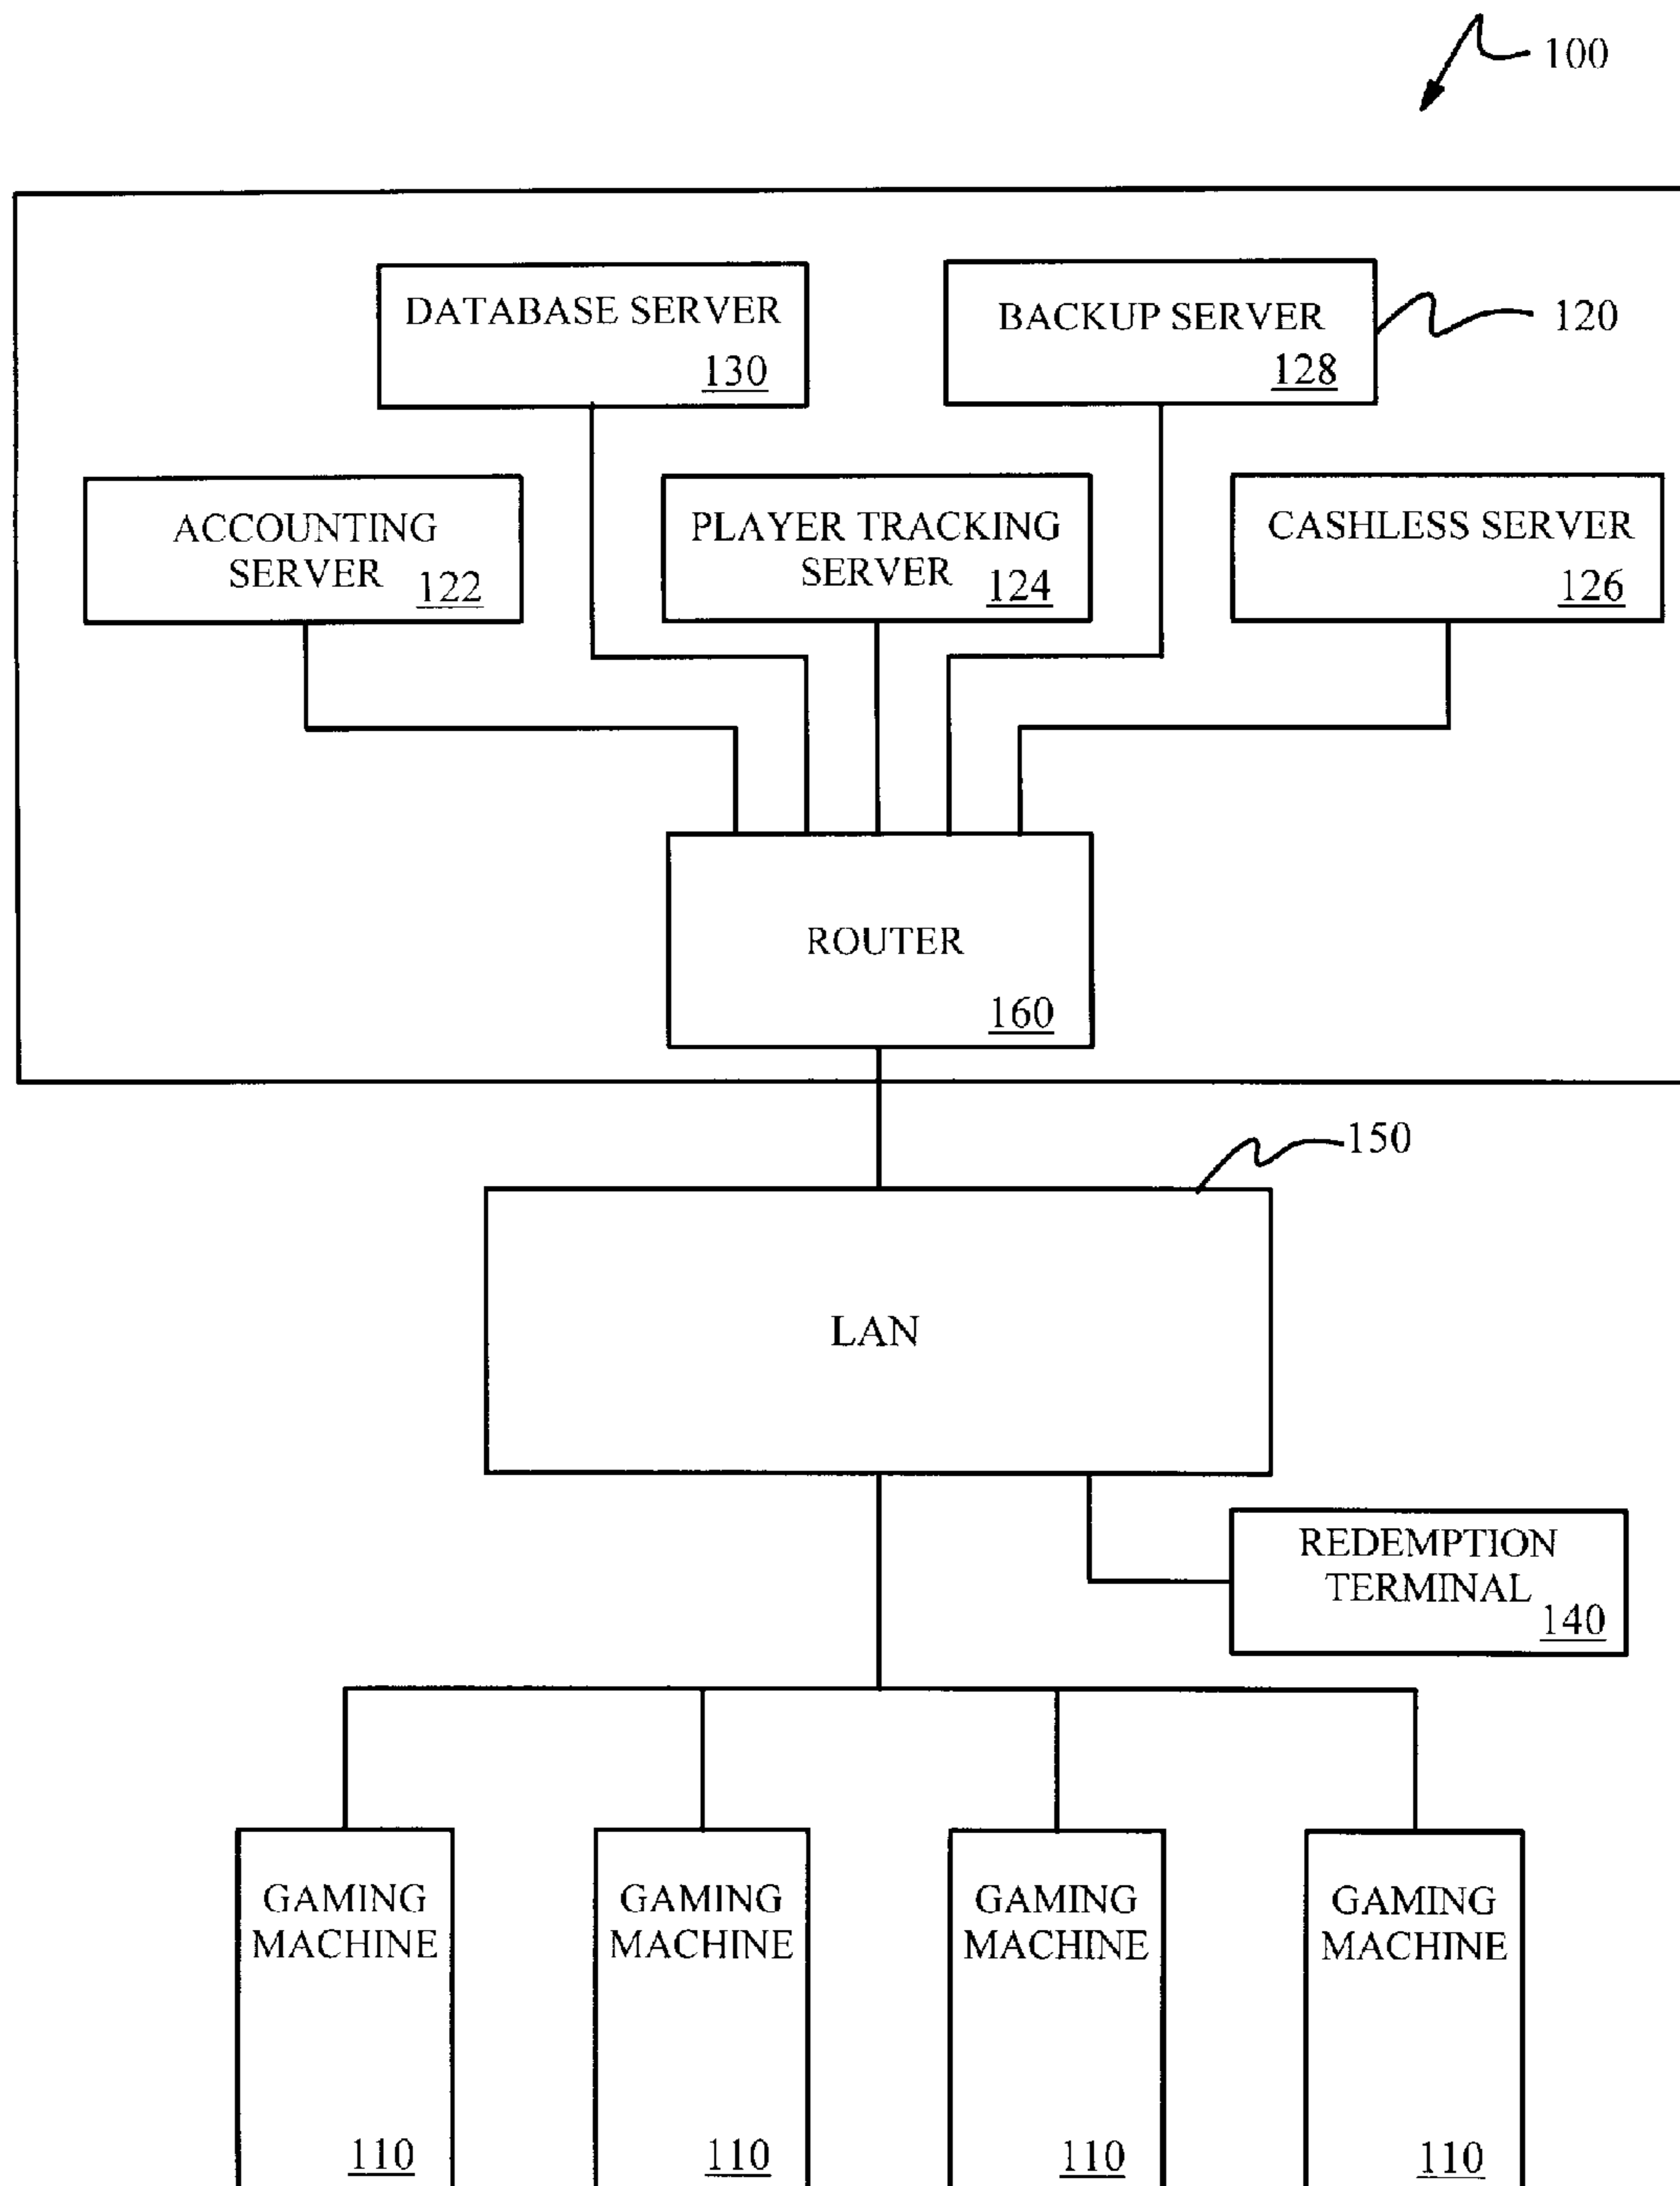 100
DATABASE SERVER
130
BACKUP SERVER
128
120
ACCOUNTING
SERVER 122
PLAYER TRACKING
SERVER 124
CASHLESS SERVER
126
ROUTER
160
150
LAN
REDEMPTION
TERMINAL
140
GAMING
MACHINE
110
GAMING
MACHINE
110
GAMING
MACHINE
110
GAMING
MACHINE
110